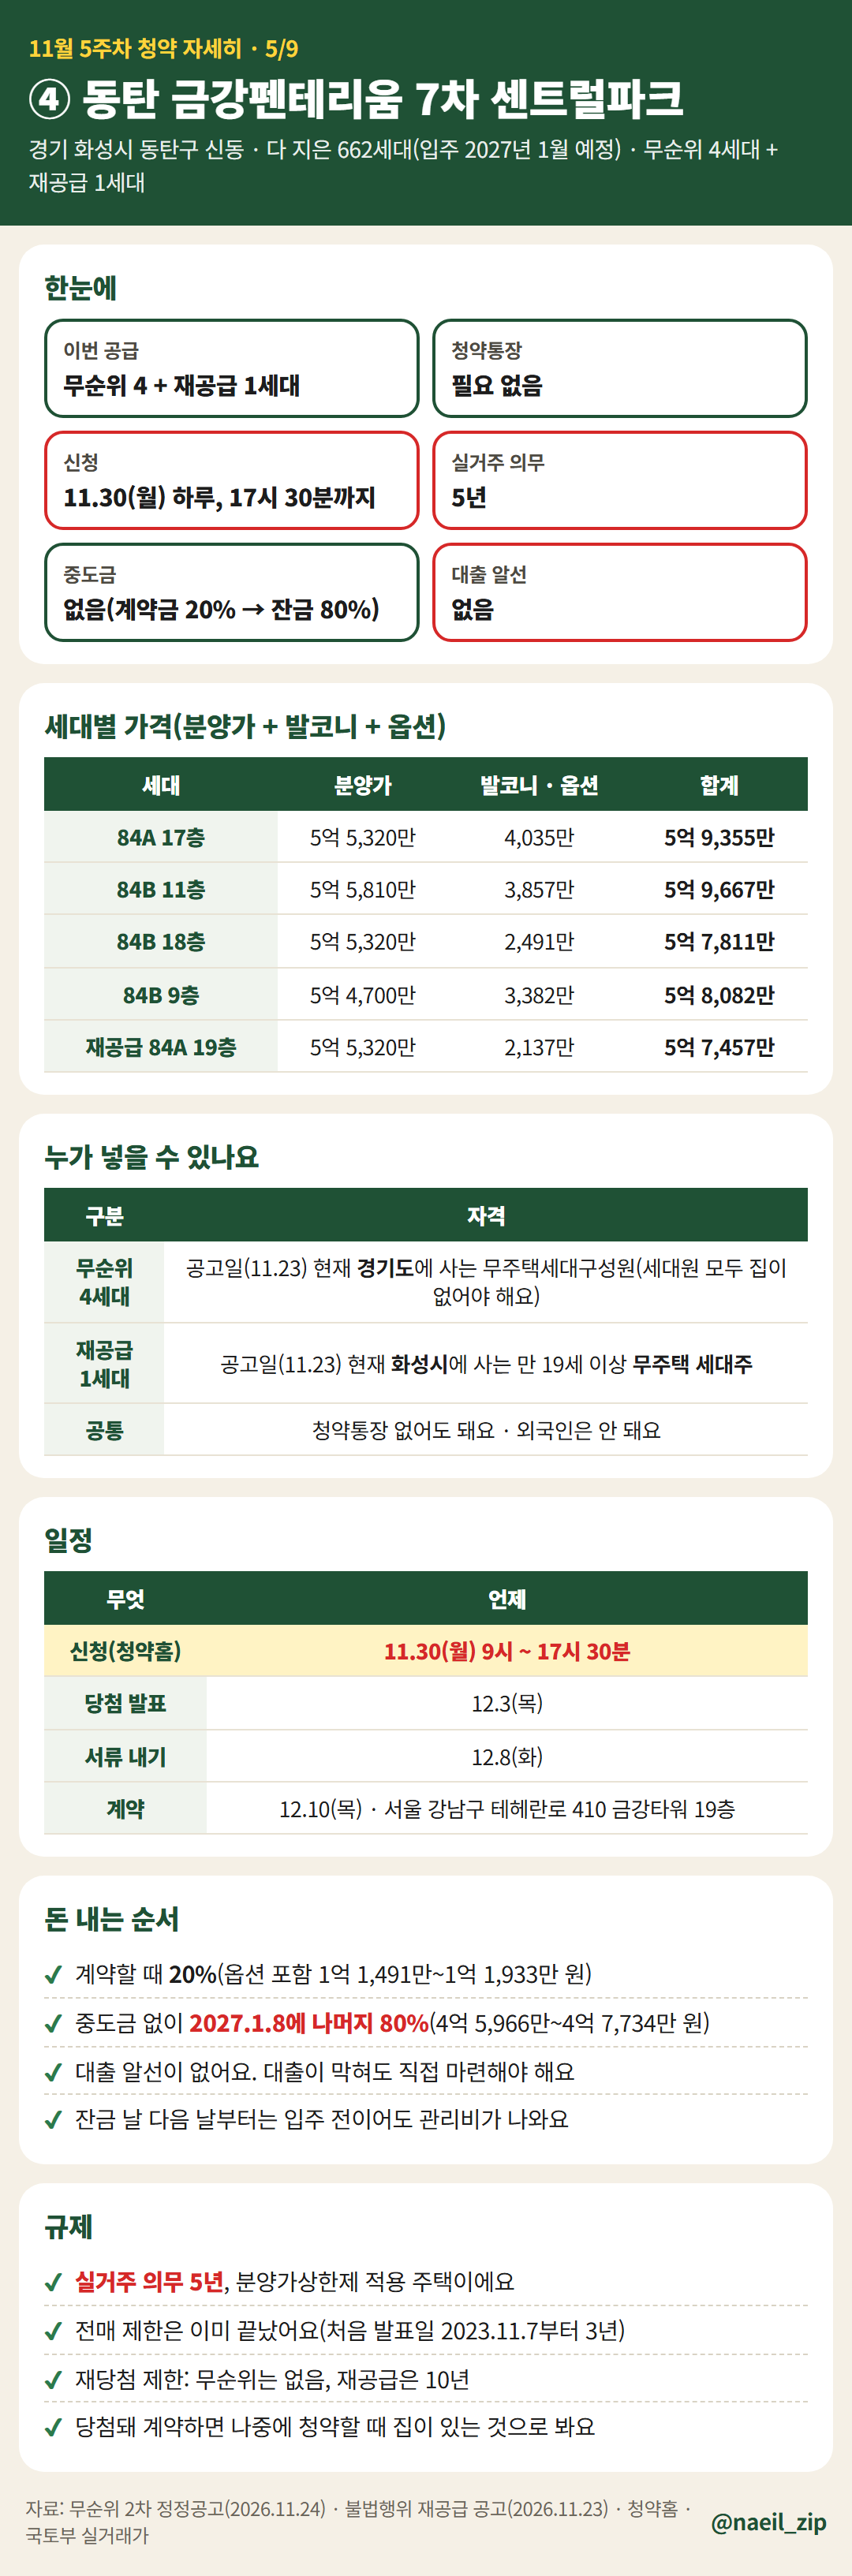 11월 5주차 청약 자세히 · 5/9
④ 동탄 금강펜테리움 7차 센트럴파크
경기 화성시 동탄구 신동 · 다 지은 662세대(입주 2027년 1월 예정) · 무순위 4세대 +
재공급 1세대
한눈에
이번 공급
무순위 4 + 재공급 1세대
청약통장
필요 없음
신청
11.30(월) 하루, 17시 30분까지
실거주 의무
5년
중도금
없음(계약금 20% → 잔금 80%)
대출 알선
없음
세대별 가격(분양가 + 발코니 + 옵션)
세대 분양가 발코니 · 옵션 합계
84A 17층 5억 5,320만 4,035만 5억 9,355만
84B 11층 5억 5,810만 3,857만 5억 9,667만
84B 18층 5억 5,320만 2,491만 5억 7,811만
84B 9층 5억 4,700만 3,382만 5억 8,082만
재공급 84A 19층 5억 5,320만 2,137만 5억 7,457만
누가 넣을 수 있나요
구분 자격
무순위
4세대
공고일(11.23) 현재 경기도에 사는 무주택세대구성원(세대원 모두 집이
없어야 해요)
재공급
1세대
공고일(11.23) 현재 화성시에 사는 만 19세 이상 무주택 세대주
공통 청약통장 없어도 돼요 · 외국인은 안 돼요
일정
무엇 언제
신청(청약홈) 11.30(월) 9시 ~ 17시 30분
당첨 발표 12.3(목)
서류 내기 12.8(화)
계약 12.10(목) · 서울 강남구 테헤란로 410 금강타워 19층
돈 내는 순서
✔ 계약할 때 20%(옵션 포함 1억 1,491만~1억 1,933만 원)
✔ 중도금 없이 2027.1.8에 나머지 80%(4억 5,966만~4억 7,734만 원)
✔ 대출 알선이 없어요. 대출이 막혀도 직접 마련해야 해요
✔ 잔금 날 다음 날부터는 입주 전이어도 관리비가 나와요
규제
✔ 실거주 의무 5년, 분양가상한제 적용 주택이에요
✔ 전매 제한은 이미 끝났어요(처음 발표일 2023.11.7부터 3년)
✔ 재당첨 제한: 무순위는 없음, 재공급은 10년
✔ 당첨돼 계약하면 나중에 청약할 때 집이 있는 것으로 봐요
자료: 무순위 2차 정정공고(2026.11.24) · 불법행위 재공급 공고(2026.11.23) · 청약홈 ·
국토부 실거래가
@naeil_zip